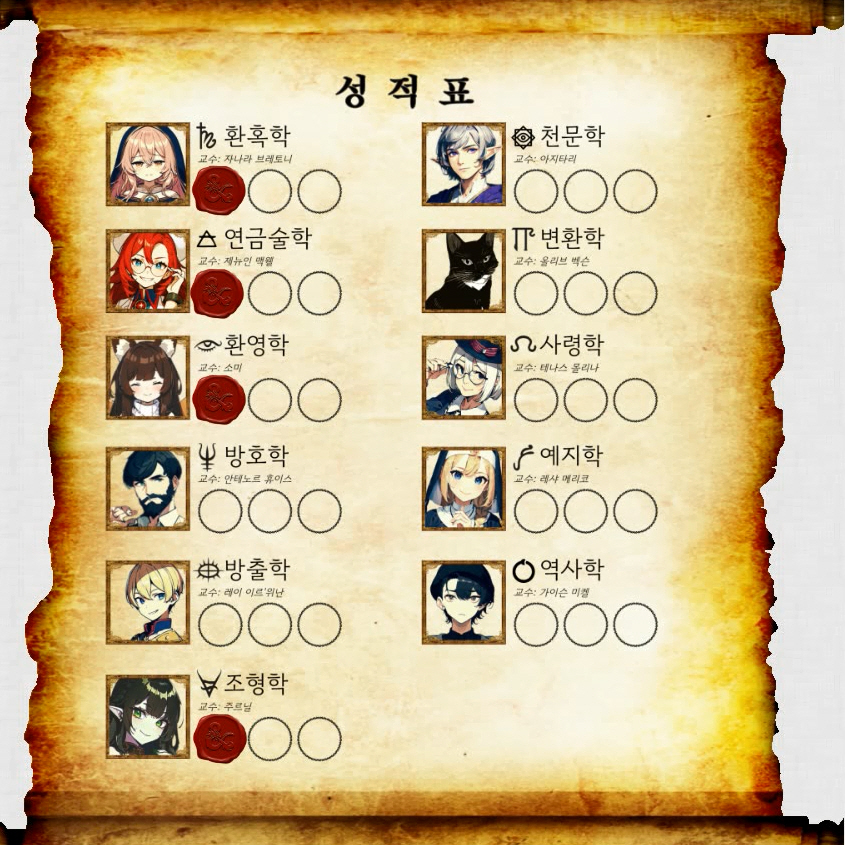 성적표
환혹학
교수: 자나라 브레토니
연금술학
교수: 제뉴인 맥웰
환영학
교수: 소미
방호학
교수: 안테노르 휴이스
방출학
교수: 레이 이르'위난
조형학
교수: 주르닐
천문학
교수: 아지타리
변환학
교수: 올리브 벡슨
사령학
교수: 테나스 폴리나
예지학
교수: 레샤 메리코
역사학
교수: 가이슨 미켕